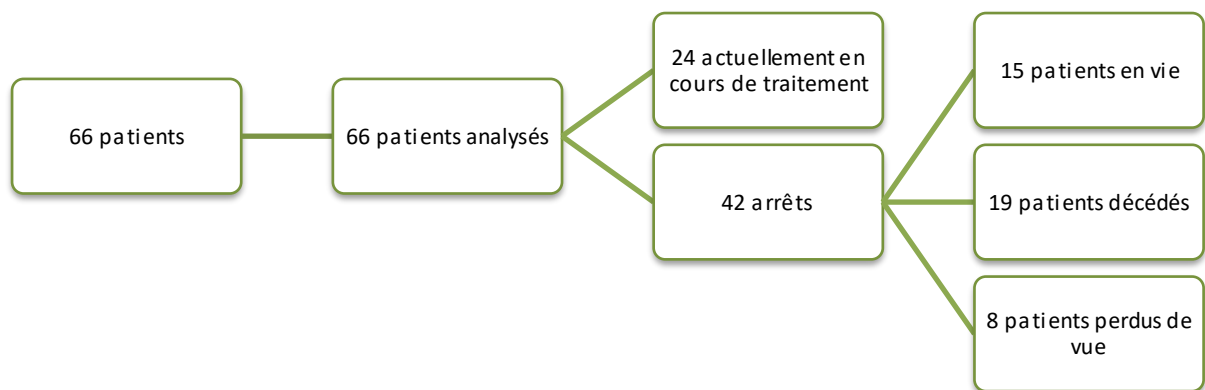 66 patients
66 patients analysés
24 actuellement en
cours de traitement
42 arrêts
15 patients en vie
19 patients décédés
8 patients perdus de
vue